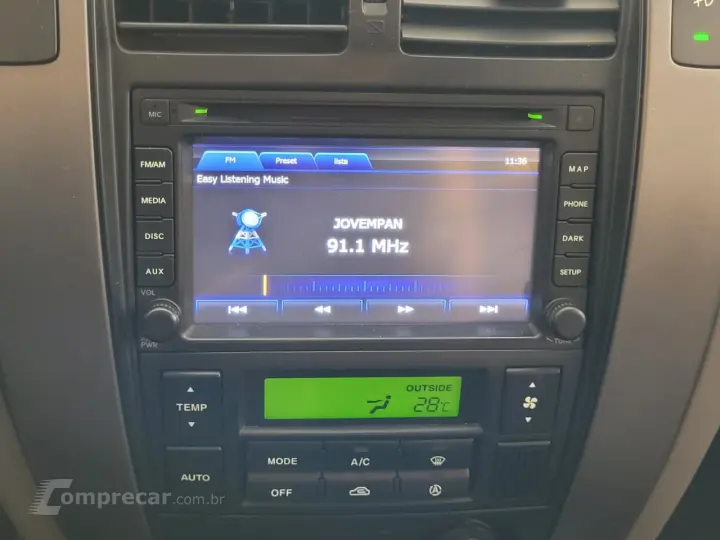 MIC
FM
Preset
lista
11:36
Easy Listening Music
JOVEMPAN
91.1 MHz
FM/AM
MEDIA
DISC
AUX
VOL
PWR
MAP
PHONE
DARK
SETUP
TUNE
TEMP
AUTO
OUTSIDE
28°C
MODE
A/C
OFF
Comprecar.com.br